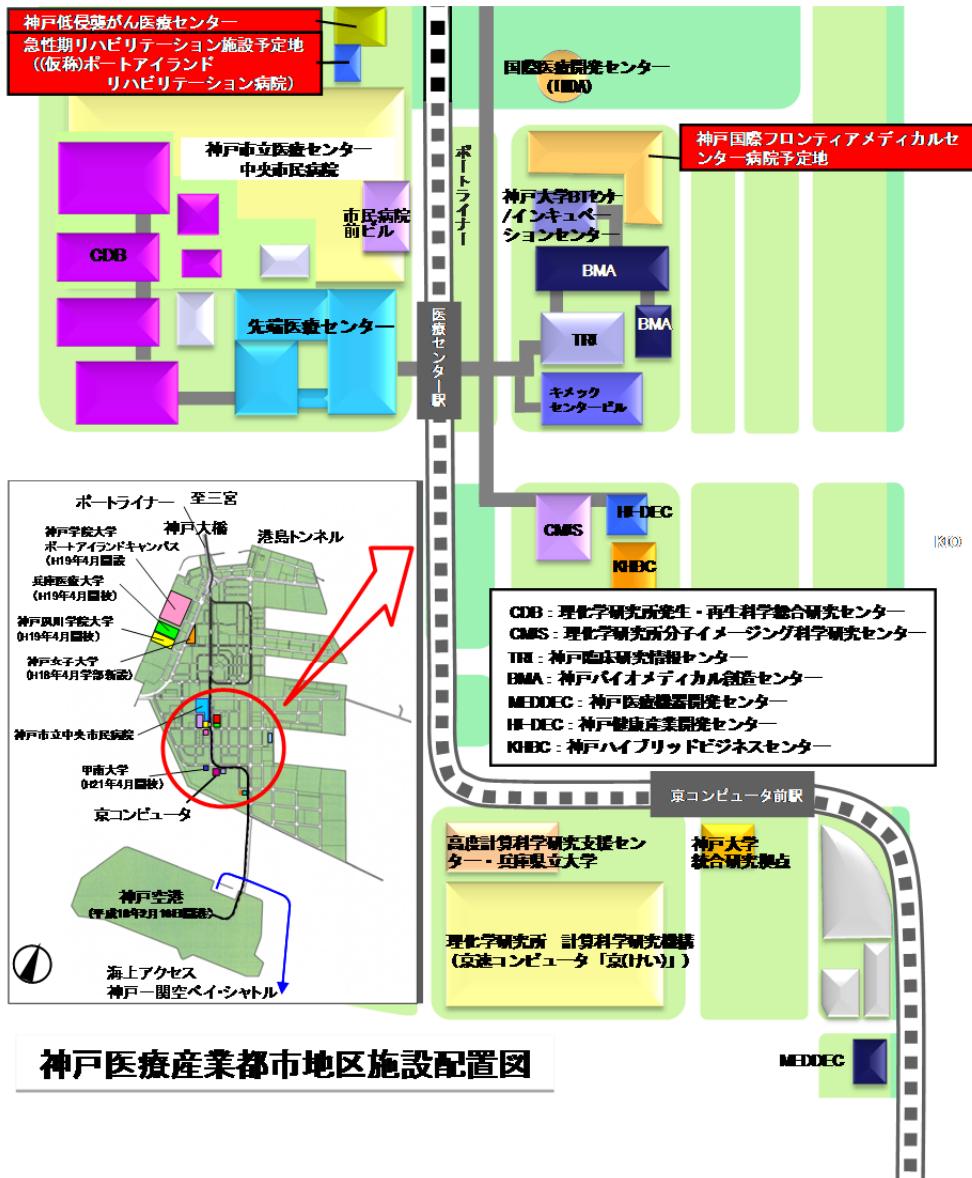 神戸低侵襲がん医療センター
急性期リハビリテーション施設予定地
((仮称)ポートアイランド
リハビリテーション病院)
国際医療開発センター
(IMDA)
神戸市立医療センター
中央市民病院
市民病院
前ビル
ポートライナー
神戸国際フロンティアメディカルセ
ンター病院予定地
神戸大学BTセンター
/インキュベー
ションセンター
CDB
BMA
BMA
TRI
先端医療センター
医療センター駅
キメック
センタービル
CMIS
HI-DEC
KHBC
ポートライナー
至三宮
神戸大橋
港島トンネル
神戸学院大学
ポートアイランドキャンパス
(H19年4月開設
兵庫医療大学
(H19年4月開校)
神戸夙川学院大学
(H19年4月開校)
神戸女子大学
(H18年4月学部新設)
神戸市立中央市民病院
甲南大学
(H21年4月開校)
京コンピュータ
神戸空港
(平成18年2月16日開港)
海上アクセス
神戸ー関空ベイ・シャトル
CDB：理化学研究所発生・再生科学総合研究センター
CMIS：理化学研究所分子イメージング科学研究センター
TRI：神戸臨床研究情報センター
BMA：神戸バイオメディカル創造センター
MEDDEC：神戸医療機器開発センター
HI-DEC：神戸健康産業開発センター
KHBC：神戸ハイブリッドビジネスセンター
京コンピュータ前駅
高度計算科学研究支援セン
ター・兵庫県立大学
神戸大学
統合研究拠点
理化学研究所　計算科学研究機構
(京速コンピュータ「京(けい)」)
神戸医療産業都市地区施設配置図
MEDDEC